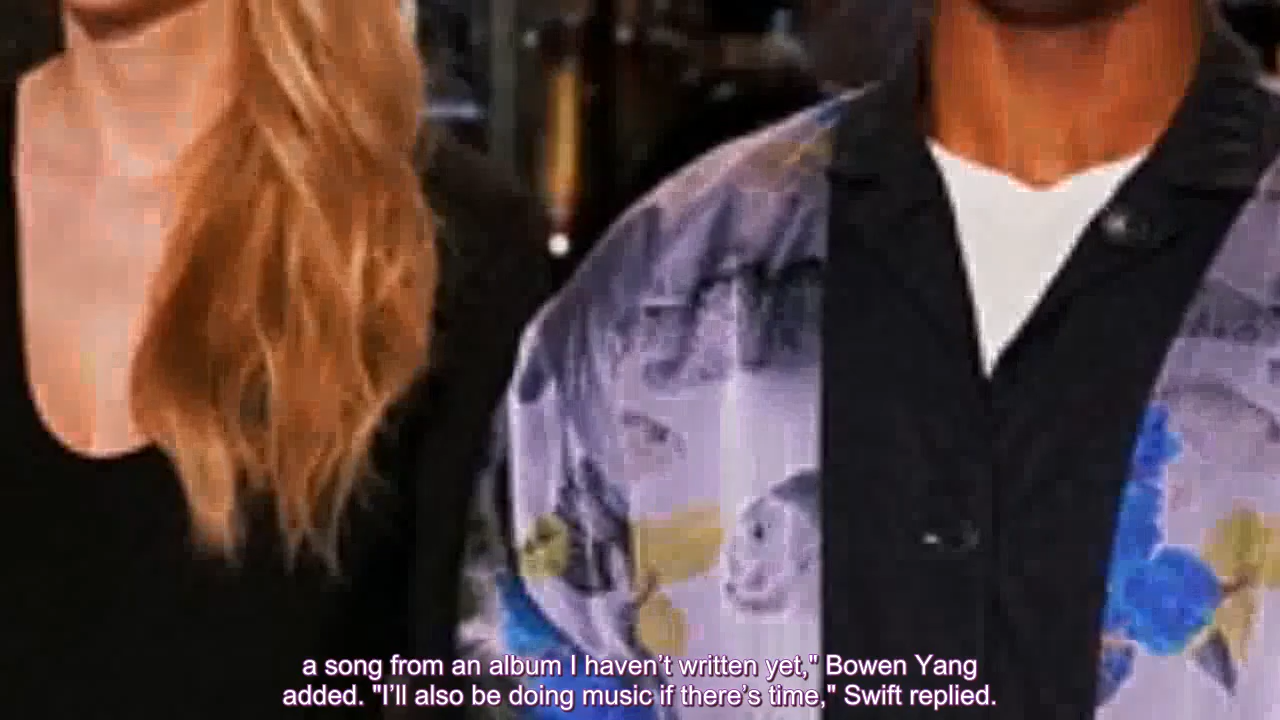 a song from an album I haven’t written yet," Bowen Yang
added. "I’ll also be doing music if there’s time," Swift replied.